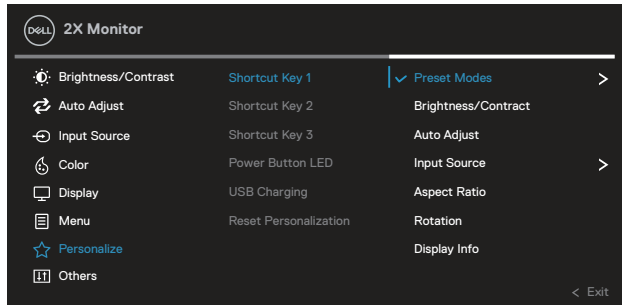 DELL 2X Monitor
Brightness/Contrast Shortcut Key 1 Preset Modes >
Auto Adjust Shortcut Key 2 Brightness/Contract
Input Source Shortcut Key 3 Auto Adjust
Color Power Button LED Input Source >
Display USB Charging Aspect Ratio
Menu Reset Personalization Rotation
Personalize Display Info
Others
< Exit